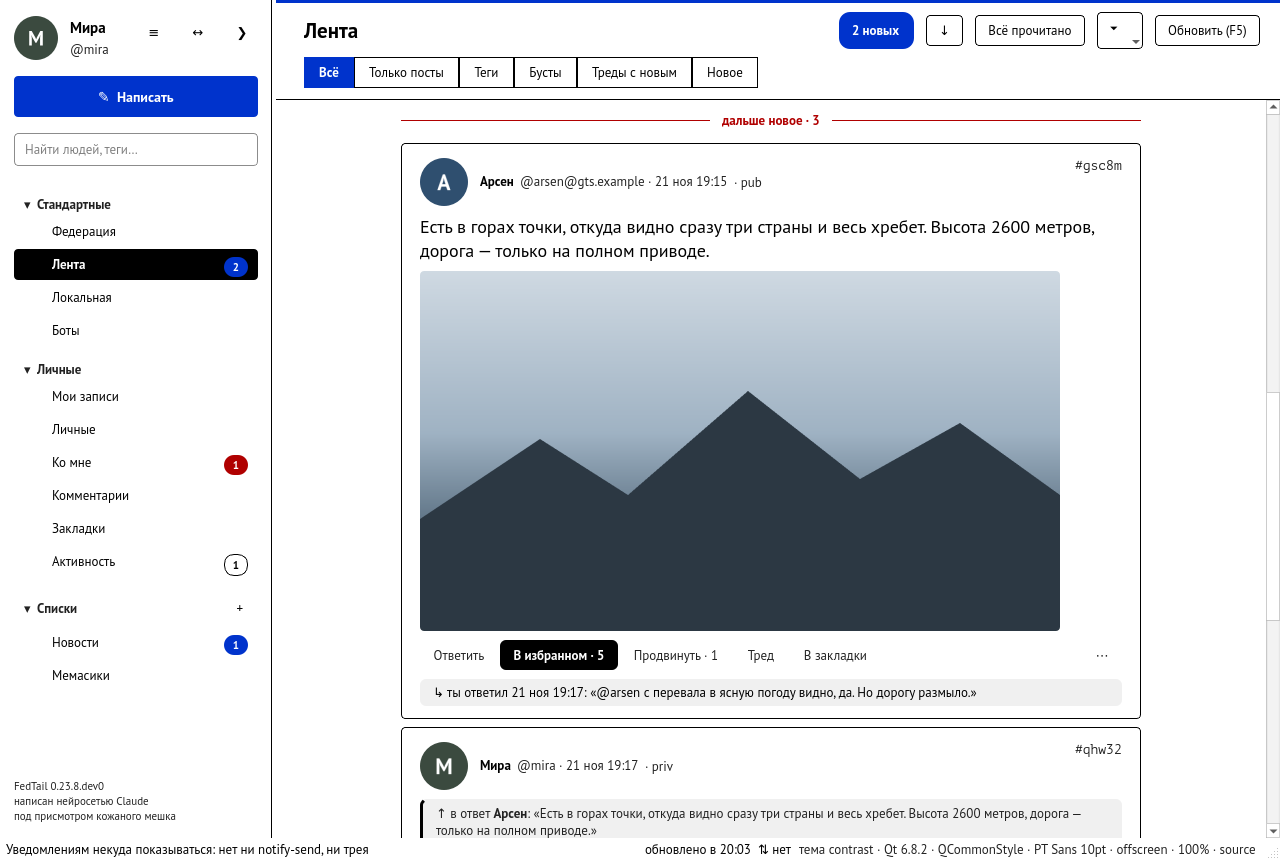 М
Мира
@mira
≡ ↔ ❯
✎ Написать
Найти людей, теги...
▾ Стандартные
Федерация
Лента 2
Локальная
Боты
▾ Личные
Мои записи
Личные
Ко мне 1
Комментарии
Закладки
Активность 1
▾ Списки +
Новости 1
Мемасики
FedTail 0.23.8.dev0
написан нейросетью Claude
под присмотром кожаного мешка
Лента
2 новых ↓ Всё прочитано Обновить (F5)
Всё Только посты Теги Бусты Треды с новым Новое
дальше новое · 3
А
Арсен @arsen@gts.example · 21 ноя 19:15 · pub
#gsc8m
Есть в горах точки, откуда видно сразу три страны и весь хребет. Высота 2600 метров,
дорога — только на полном приводе.
Ответить В избранном · 5 Продвинуть · 1 Тред В закладки ⋯
↳ ты ответил 21 ноя 19:17: «@arsen с перевала в ясную погоду видно, да. Но дорогу размыло.»
М
Мира @mira · 21 ноя 19:17 · priv
#qhw32
↑ в ответ Арсен: «Есть в горах точки, откуда видно сразу три страны и весь хребет. Высота 2600 метров, дорога —
только на полном приводе.»
Уведомлениям некуда показываться: нет ни notify-send, ни трея
обновлено в 20:03 ⇅ нет тема contrast · Qt 6.8.2 · QCommonStyle · PT Sans 10pt · offscreen · 100% · source